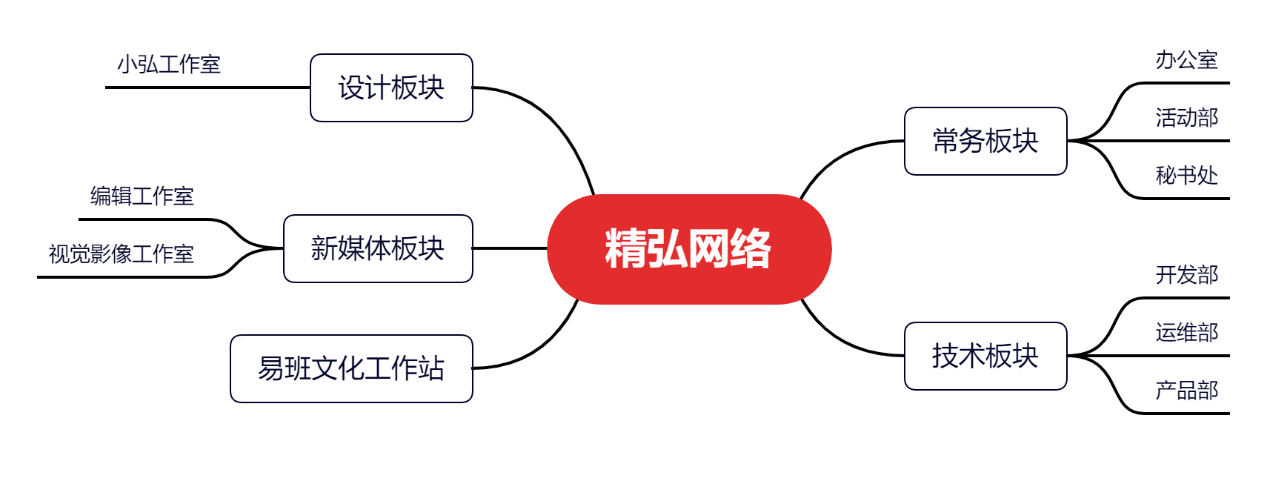 精弘网络
设计板块
小弘工作室
新媒体板块
编辑工作室
视觉影像工作室
易班文化工作站
常务板块
办公室
活动部
秘书处
技术板块
开发部
运维部
产品部